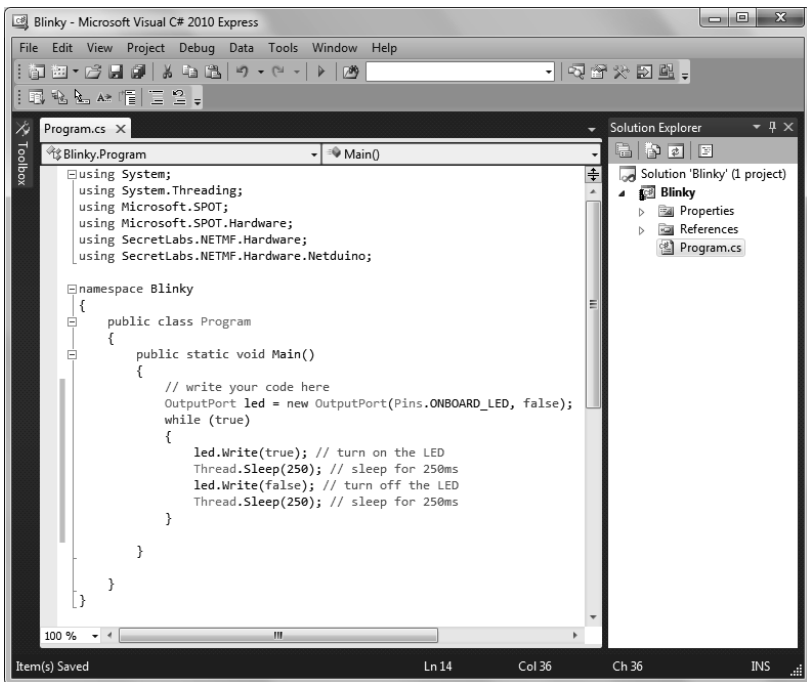 Blinky - Microsoft Visual C# 2010 Express
File Edit View Project Debug Data Tools Window Help
Toolbox
Program.cs
Blinky.Program
Main()
using System;
using System.Threading;
using Microsoft.SPOT;
using Microsoft.SPOT.Hardware;
using SecretLabs.NETMF.Hardware;
using SecretLabs.NETMF.Hardware.Netduino;
namespace Blinky
{
public class Program
{
public static void Main()
{
// write your code here
OutputPort led = new OutputPort(Pins.ONBOARD_LED, false);
while (true)
{
led.Write(true); // turn on the LED
Thread.Sleep(250); // sleep for 250ms
led.Write(false); // turn off the LED
Thread.Sleep(250); // sleep for 250ms
}
}
}
}
100 %
Solution Explorer
Solution 'Blinky' (1 project)
Blinky
Properties
References
Program.cs
Item(s) Saved Ln 14 Col 36 Ch 36 INS